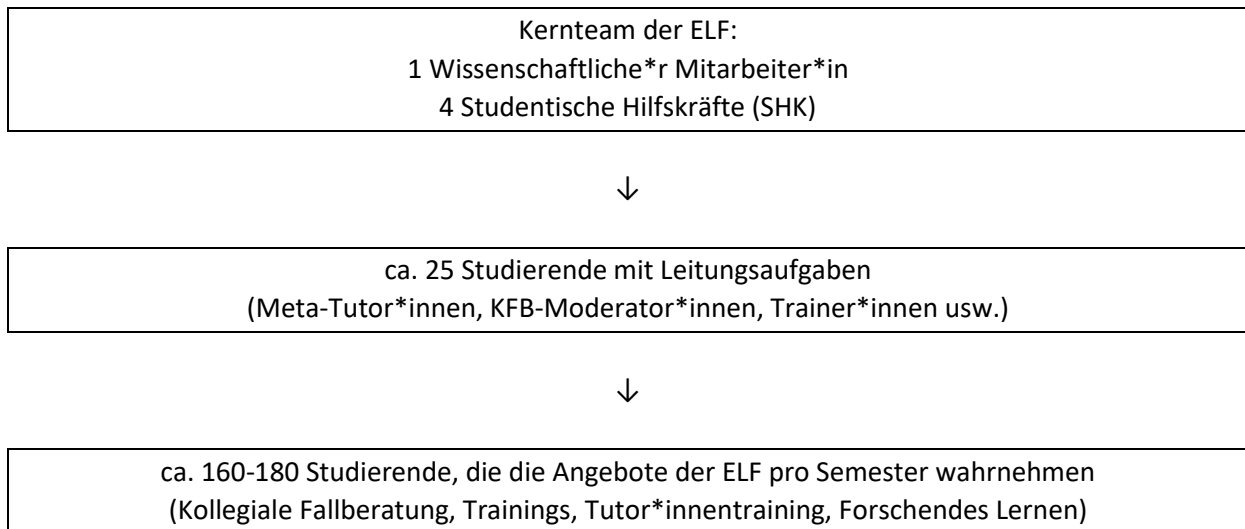 Kernteam der ELF:
1 Wissenschaftliche*r Mitarbeiter*in
4 Studentische Hilfskräfte (SHK)
↓
ca. 25 Studierende mit Leitungsaufgaben
(Meta-Tutor*innen, KFB-Moderator*innen, Trainer*innen usw.)
↓
ca. 160-180 Studierende, die die Angebote der ELF pro Semester wahrnehmen
(Kollegiale Fallberatung, Trainings, Tutor*innentraining, Forschendes Lernen)